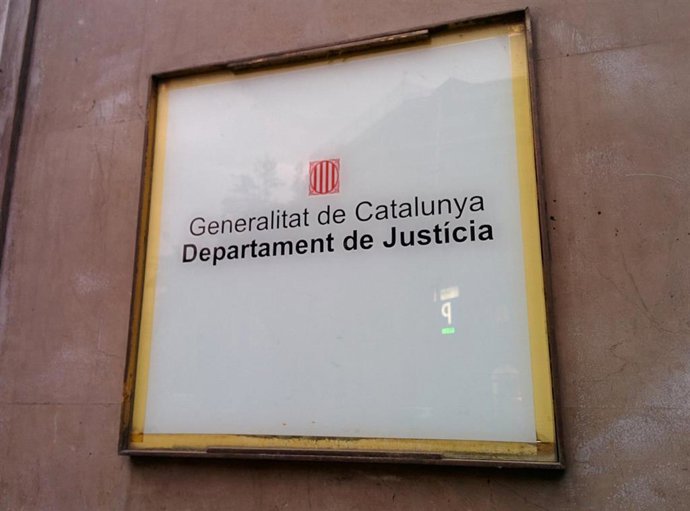 Generalitat de Catalunya
Departament de Justícia
P